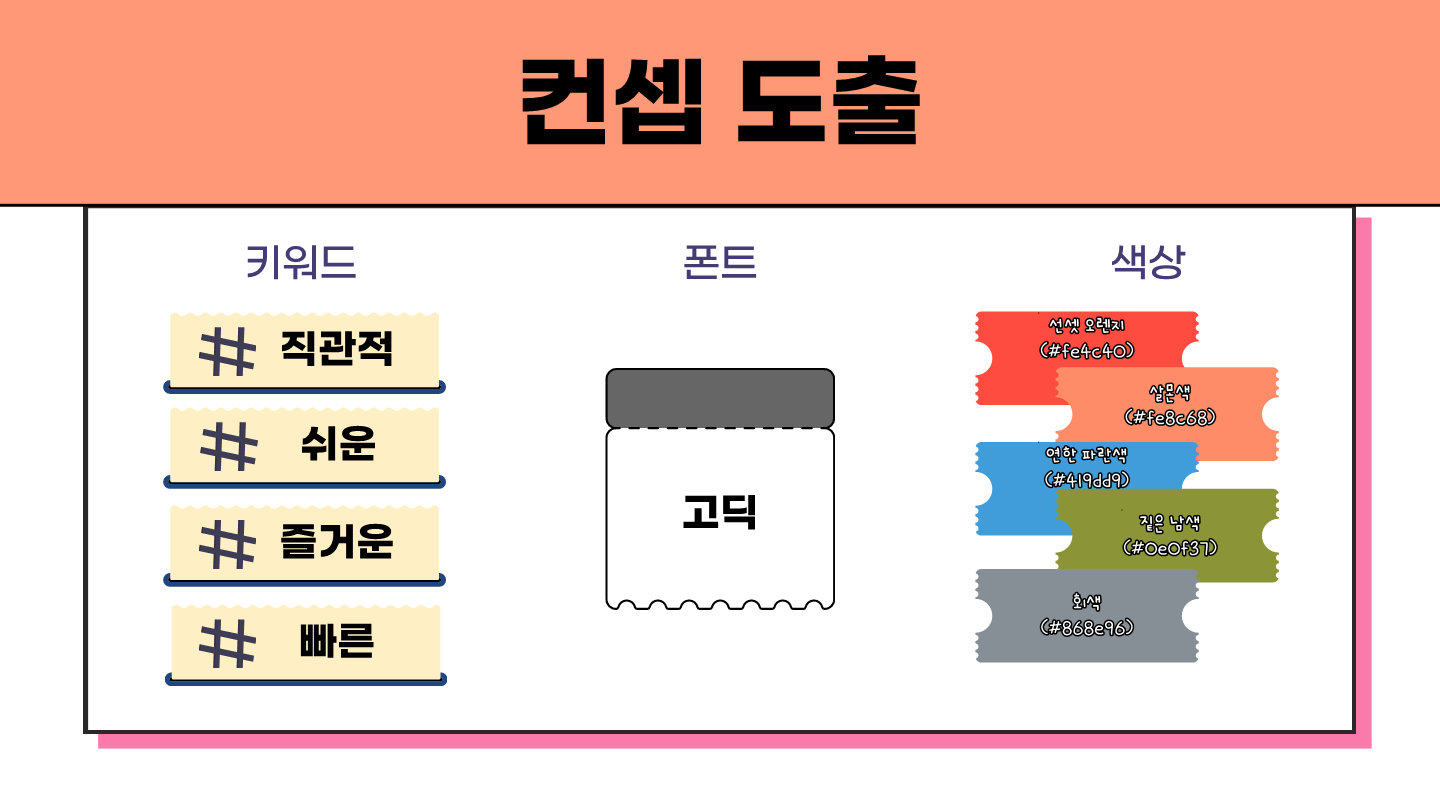 컨셉 도출
키워드
# 직관적
# 쉬운
# 즐거운
# 빠른
폰트
고딕
색상
선셋 오렌지
(#fe4c40)
살몬색
(#fe8c68)
연한 파란색
(#419dd9)
짙은 남색
(#0e0f37)
회색
(#868e96)